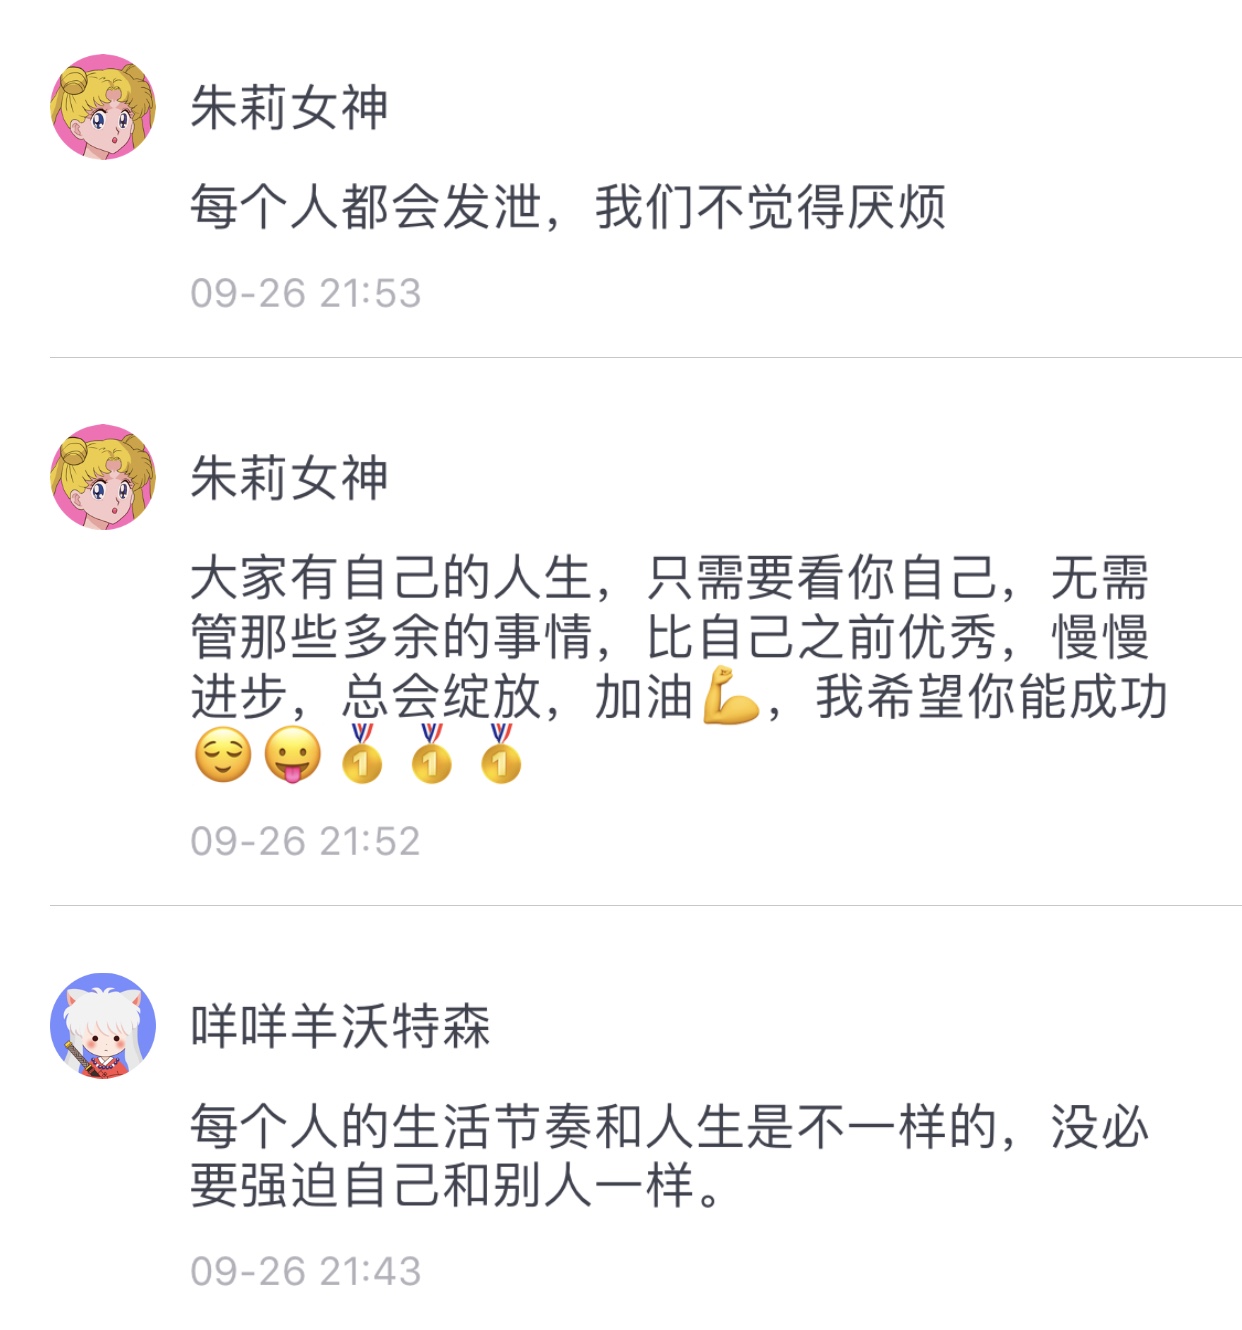 朱莉女神
每个人都会发泄，我们不觉得厌烦
09-26 21:53
朱莉女神
大家有自己的人生，只需要看你自己，无需
管那些多余的事情，比自己之前优秀，慢慢
进步，总会绽放，加油💪，我希望你能成功
😌😛🥇🥇🥇
09-26 21:52
咩咩羊沃特森
每个人的生活节奏和人生是不一样的，没必
要强迫自己和别人一样。
09-26 21:43